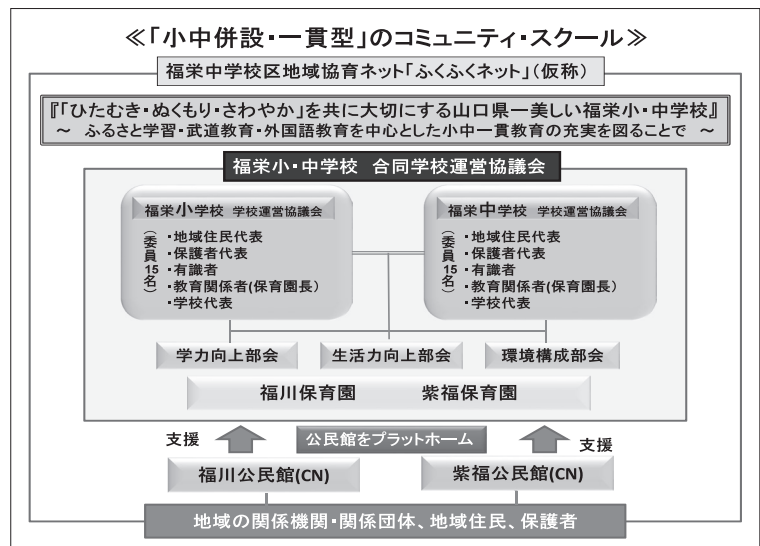 ≪「小中併設・一貫型」のコミュニティ・スクール≫
福栄中学校区地域協育ネット「ふくふくネット」(仮称)
『「ひたむき・ぬくもり・さわやか」を共に大切にする山口県一美しい福栄小・中学校』
~ ふるさと学習・武道教育・外国語教育を中心とした小中一貫教育の充実を図ることで ~
福栄小・中学校 合同学校運営協議会
福栄小学校 学校運営協議会
(委員15名)
・地域住民代表
・保護者代表
・有識者
・教育関係者(保育園長)
・学校代表
福栄中学校 学校運営協議会
(委員15名)
・地域住民代表
・保護者代表
・有識者
・教育関係者(保育園長)
・学校代表
学力向上部会 生活力向上部会 環境構成部会
福川保育園 紫福保育園
支援 公民館をプラットホーム 支援
福川公民館(CN) 紫福公民館(CN)
地域の関係機関・関係団体、地域住民、保護者